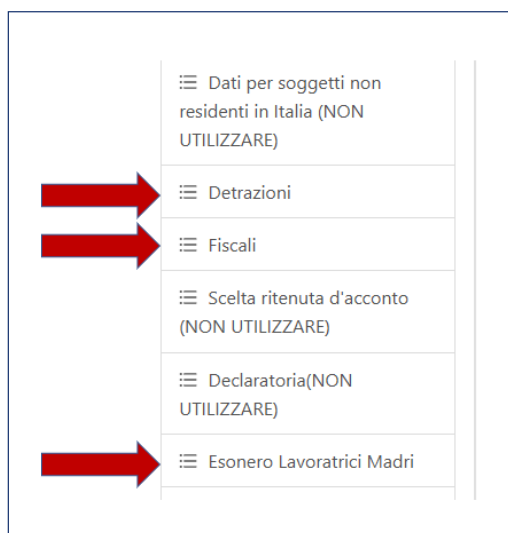 Dati per soggetti non
residenti in Italia (NON
UTILIZZARE)
Detrazioni
Fiscali
Scelta ritenuta d'acconto
(NON UTILIZZARE)
Declaratoria(NON
UTILIZZARE)
Esonero Lavoratrici Madri